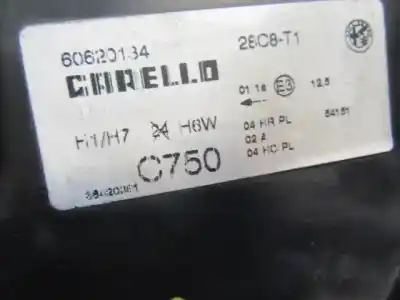 60620134 28C8-T1
CARELLO
01 16 E3 12,5
H1/H7 24 H6W 04 HR PL 54151
02 A
C750 04 HC PL